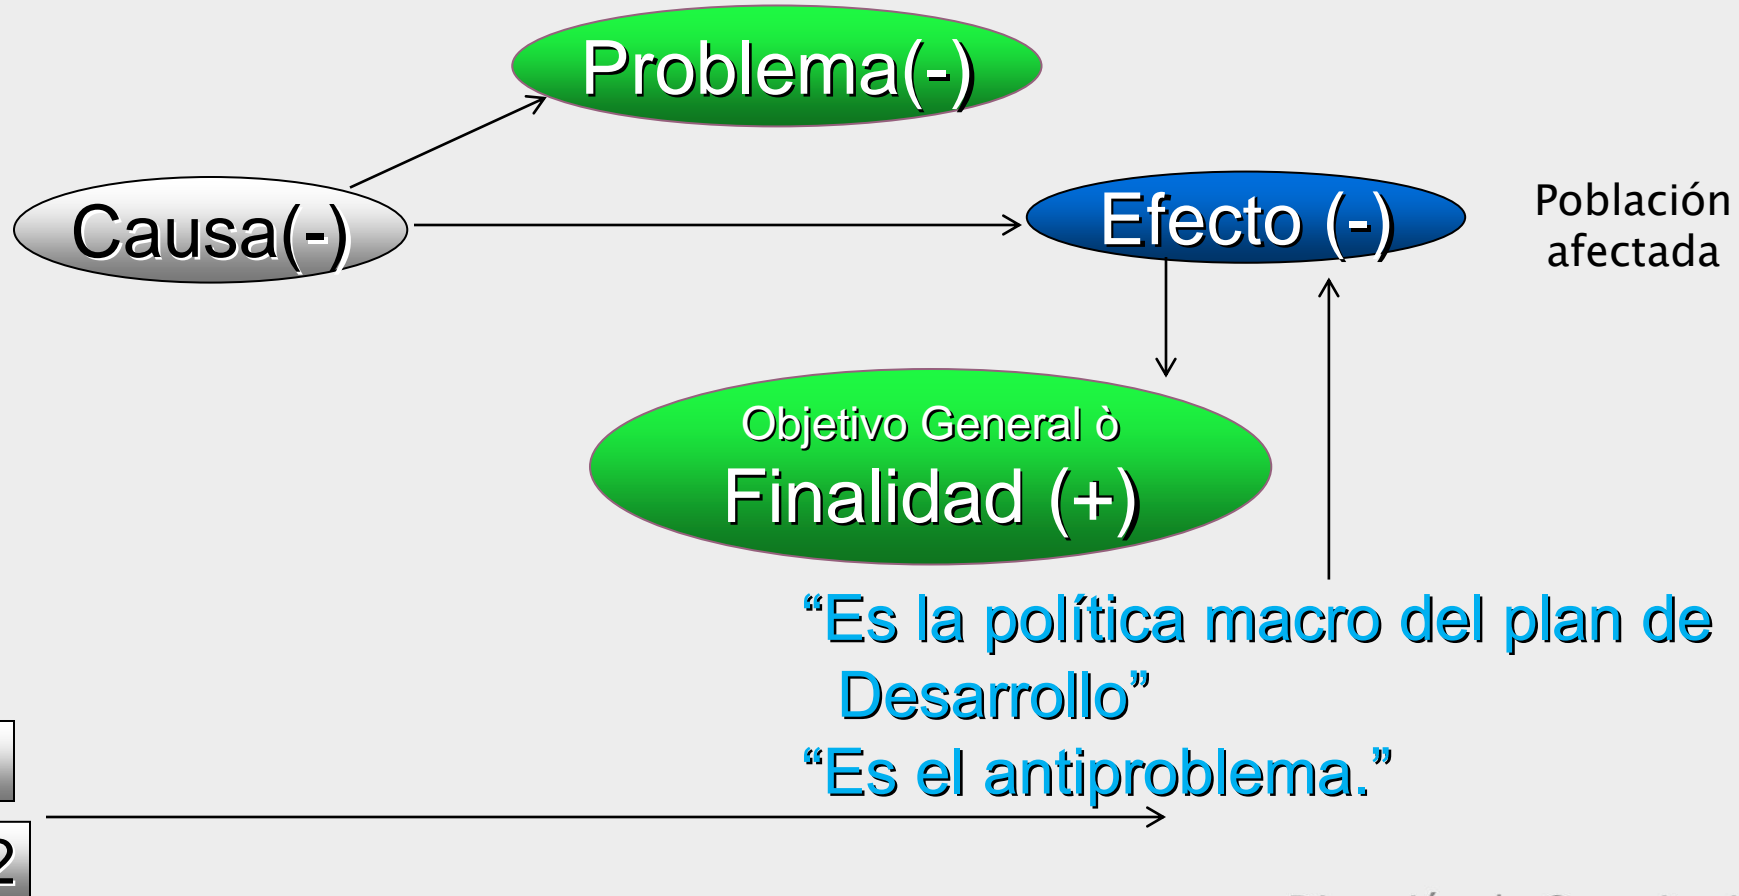 Problema(-)
Causa(-)
Efecto (-)
Población
afectada
Objetivo General ò
Finalidad (+)
“Es la política macro del plan de
Desarrollo”
“Es el antiproblema.”
2